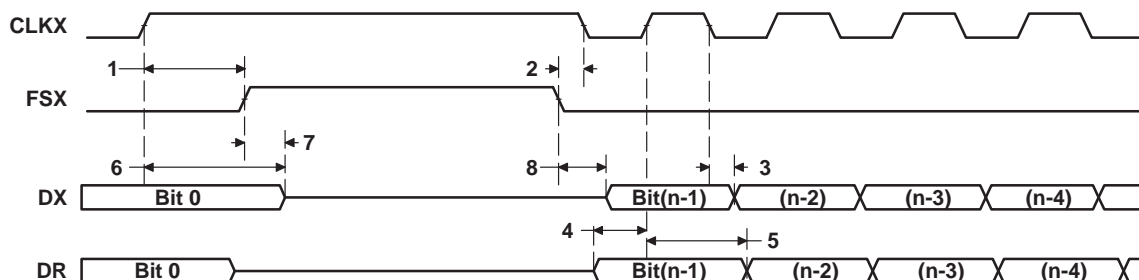 CLKX
1
2
FSX
7
6
8
3
DX
Bit 0
Bit(n-1)
(n-2)
(n-3)
(n-4)
4
5
DR
Bit 0
Bit(n-1)
(n-2)
(n-3)
(n-4)